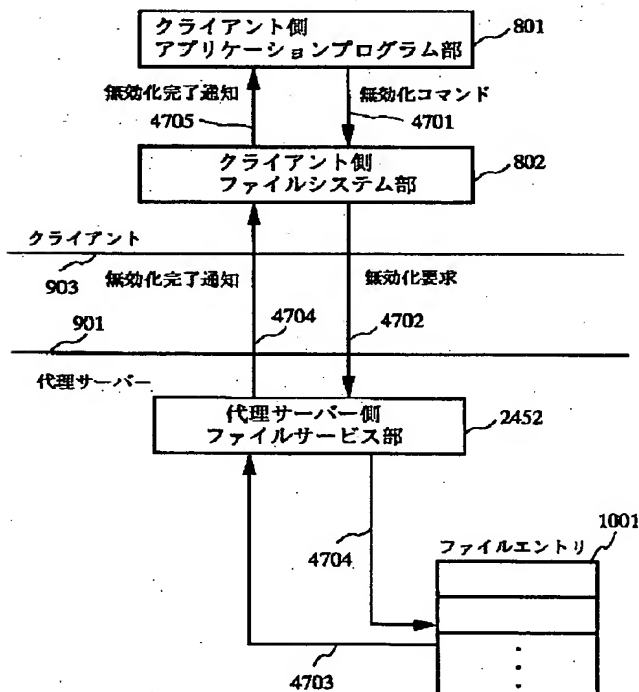 クライアント側
アプリケーションプログラム部
801
無効化完了通知
無効化コマンド
4705
4701
クライアント側
ファイルシステム部
802
クライアント
903
無効化完了通知
無効化要求
901
4704
4702
代理サーバー
代理サーバー側
ファイルサービス部
2452
1001
ファイルエントリ
4704
4703